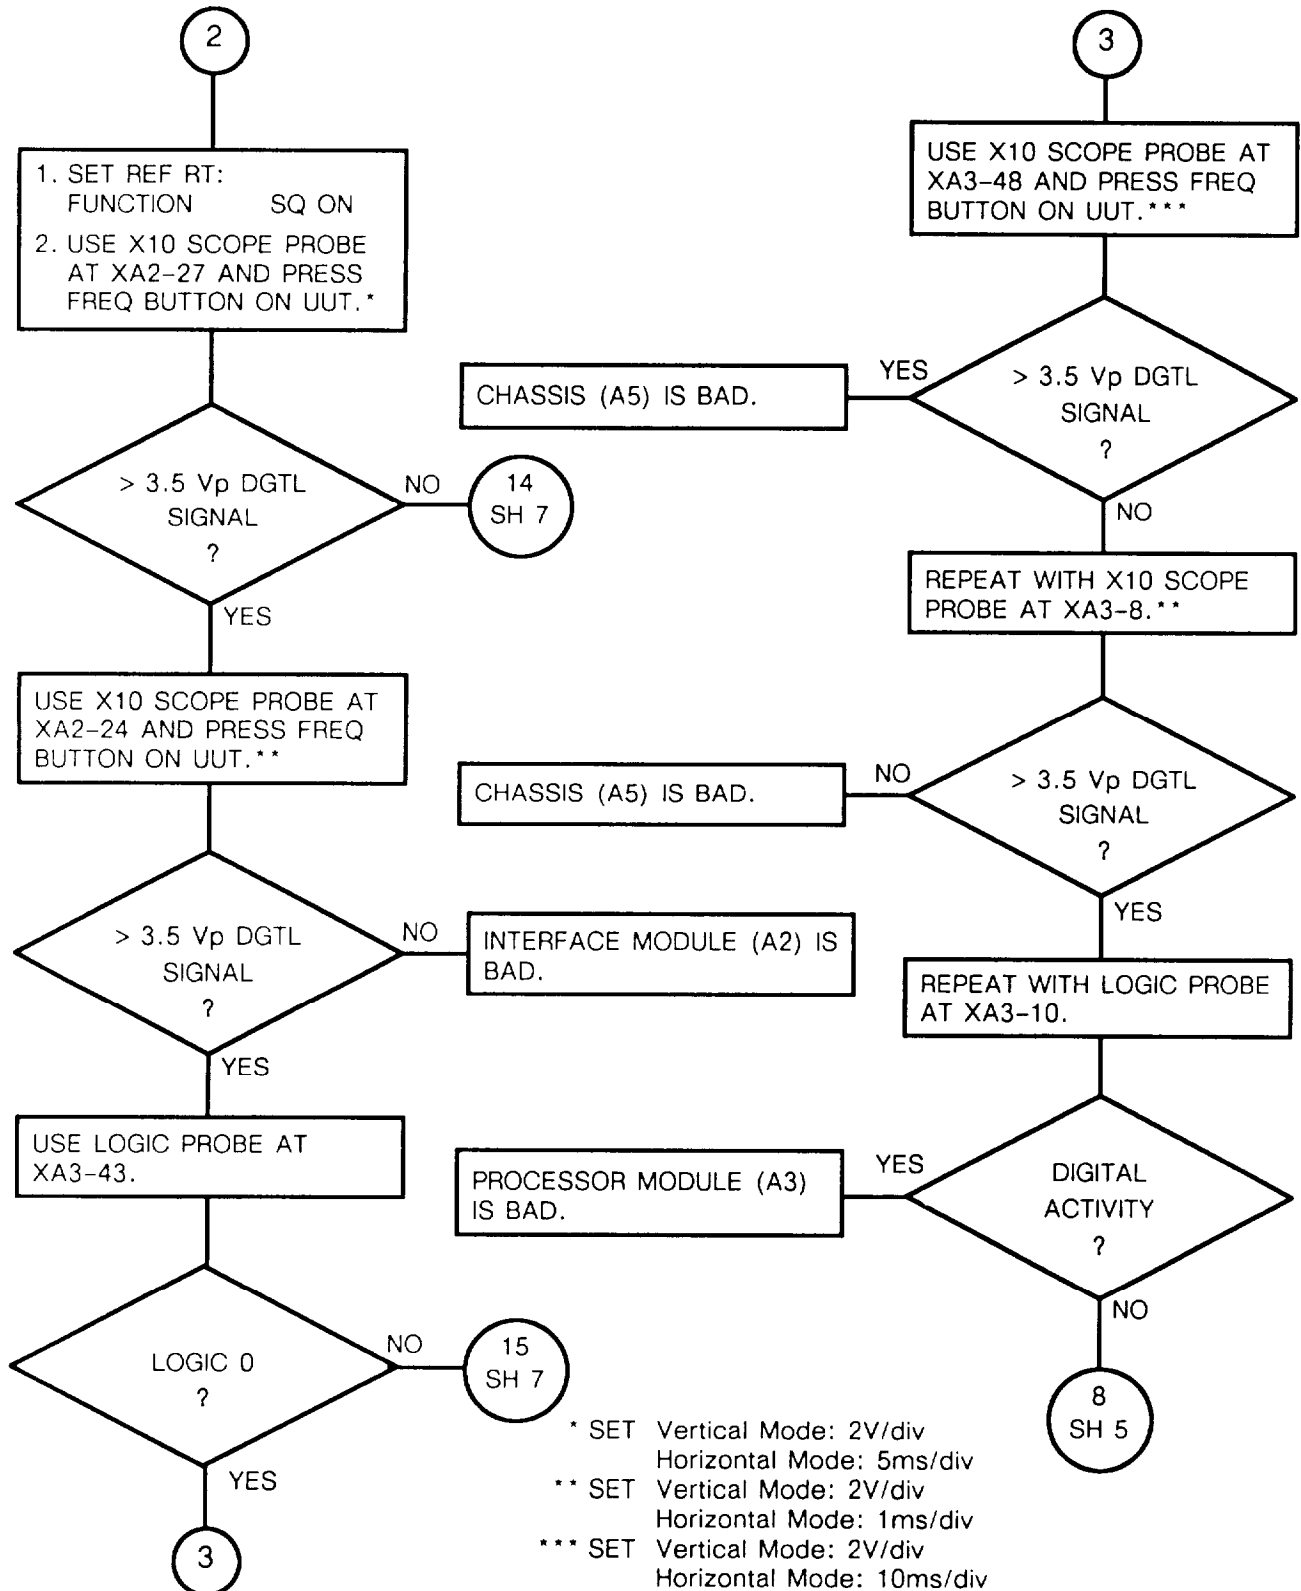 2
1. SET REF RT:
FUNCTION SQ ON
2. USE X10 SCOPE PROBE
AT XA2-27 AND PRESS
FREQ BUTTON ON UUT.*
> 3.5 Vp DGTL
SIGNAL
?
NO
14
SH 7
YES
USE X10 SCOPE PROBE AT
XA2-24 AND PRESS FREQ
BUTTON ON UUT.**
> 3.5 Vp DGTL
SIGNAL
?
NO
INTERFACE MODULE (A2) IS
BAD.
YES
USE LOGIC PROBE AT
XA3-43.
LOGIC 0
?
NO
15
SH 7
YES
3
3
USE X10 SCOPE PROBE AT
XA3-48 AND PRESS FREQ
BUTTON ON UUT.***
> 3.5 Vp DGTL
SIGNAL
?
YES
CHASSIS (A5) IS BAD.
NO
REPEAT WITH X10 SCOPE
PROBE AT XA3-8.**
> 3.5 Vp DGTL
SIGNAL
?
NO
CHASSIS (A5) IS BAD.
YES
REPEAT WITH LOGIC PROBE
AT XA3-10.
DIGITAL
ACTIVITY
?
YES
PROCESSOR MODULE (A3)
IS BAD.
NO
8
SH 5
* SET Vertical Mode: 2V/div
Horizontal Mode: 5ms/div
** SET Vertical Mode: 2V/div
Horizontal Mode: 1ms/div
*** SET Vertical Mode: 2V/div
Horizontal Mode: 10ms/div